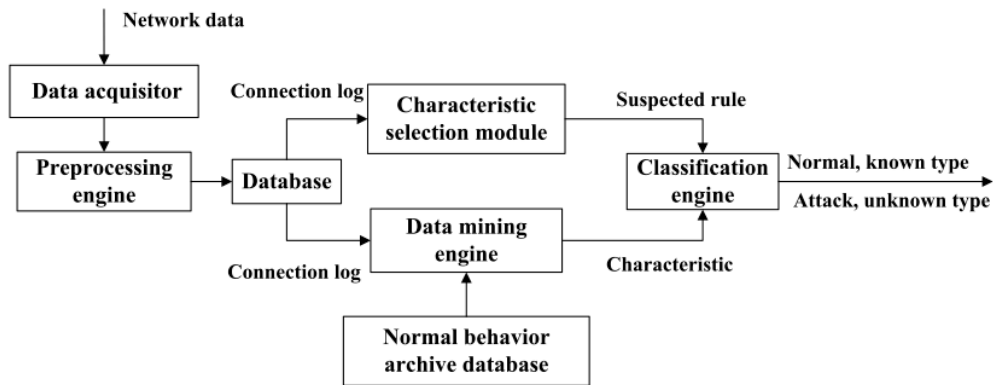 Network data
Data acquisitor
Preprocessing
engine
Database
Connection log
Characteristic
selection module
Suspected rule
Connection log
Data mining
engine
Characteristic
Normal behavior
archive database
Classification
engine
Normal, known type
Attack, unknown type